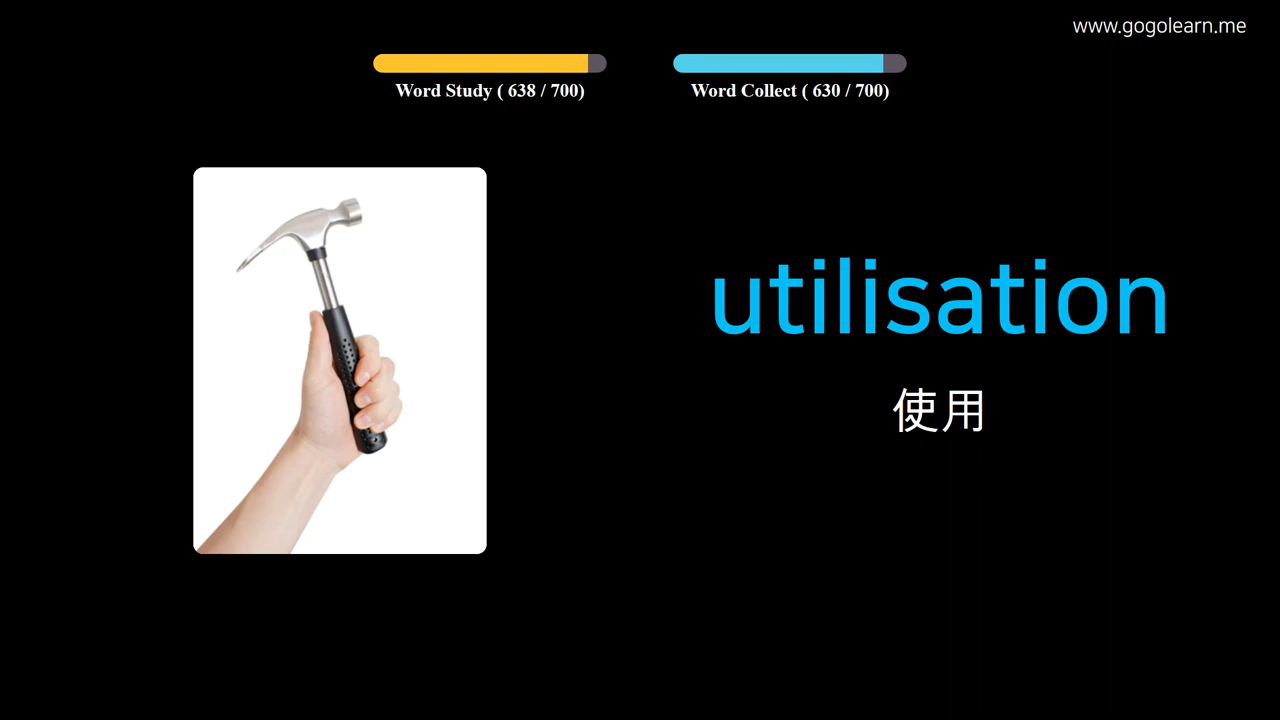 www.gogolearn.me
Word Study ( 638 / 700)
Word Collect ( 630 / 700)
utilisation
使用